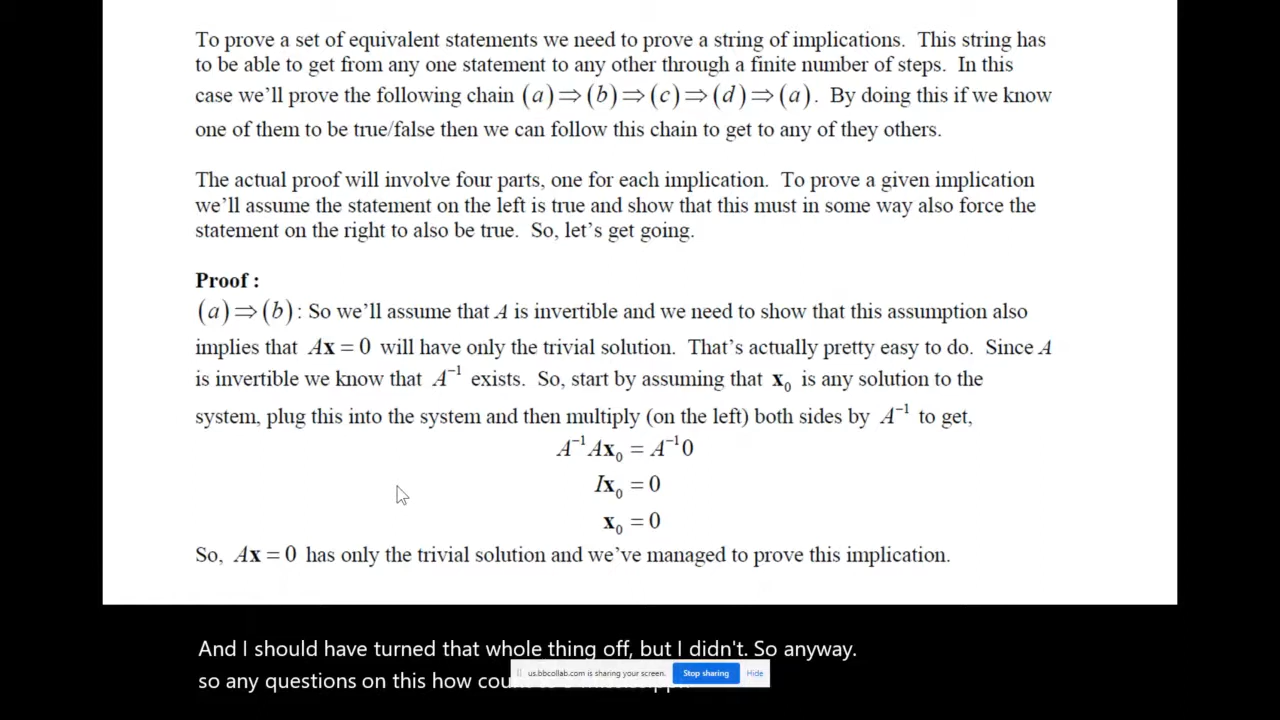 To prove a set of equivalent statements we need to prove a string of implications.  This string has
to be able to get from any one statement to any other through a finite number of steps.  In this
case we'll prove the following chain (a) ⇒ (b) ⇒ (c) ⇒ (d) ⇒ (a).  By doing this if we know
one of them to be true/false then we can follow this chain to get to any of they others.
The actual proof will involve four parts, one for each implication.  To prove a given implication
we'll assume the statement on the left is true and show that this must in some way also force the
statement on the right to also be true.  So, let's get going.
Proof :
(a) ⇒ (b) : So we'll assume that A is invertible and we need to show that this assumption also
implies that Ax = 0 will have only the trivial solution.  That's actually pretty easy to do.  Since A
is invertible we know that A⁻¹ exists.  So, start by assuming that x₀ is any solution to the
system, plug this into the system and then multiply (on the left) both sides by A⁻¹ to get,
A⁻¹Ax₀ = A⁻¹0
Ix₀ = 0
x₀ = 0
So, Ax = 0 has only the trivial solution and we've managed to prove this implication.
And I should have turned that whole thing off, but I didn't. So anyway.
us.bbcollab.com is sharing your screen. Stop sharing Hide
so any questions on this how